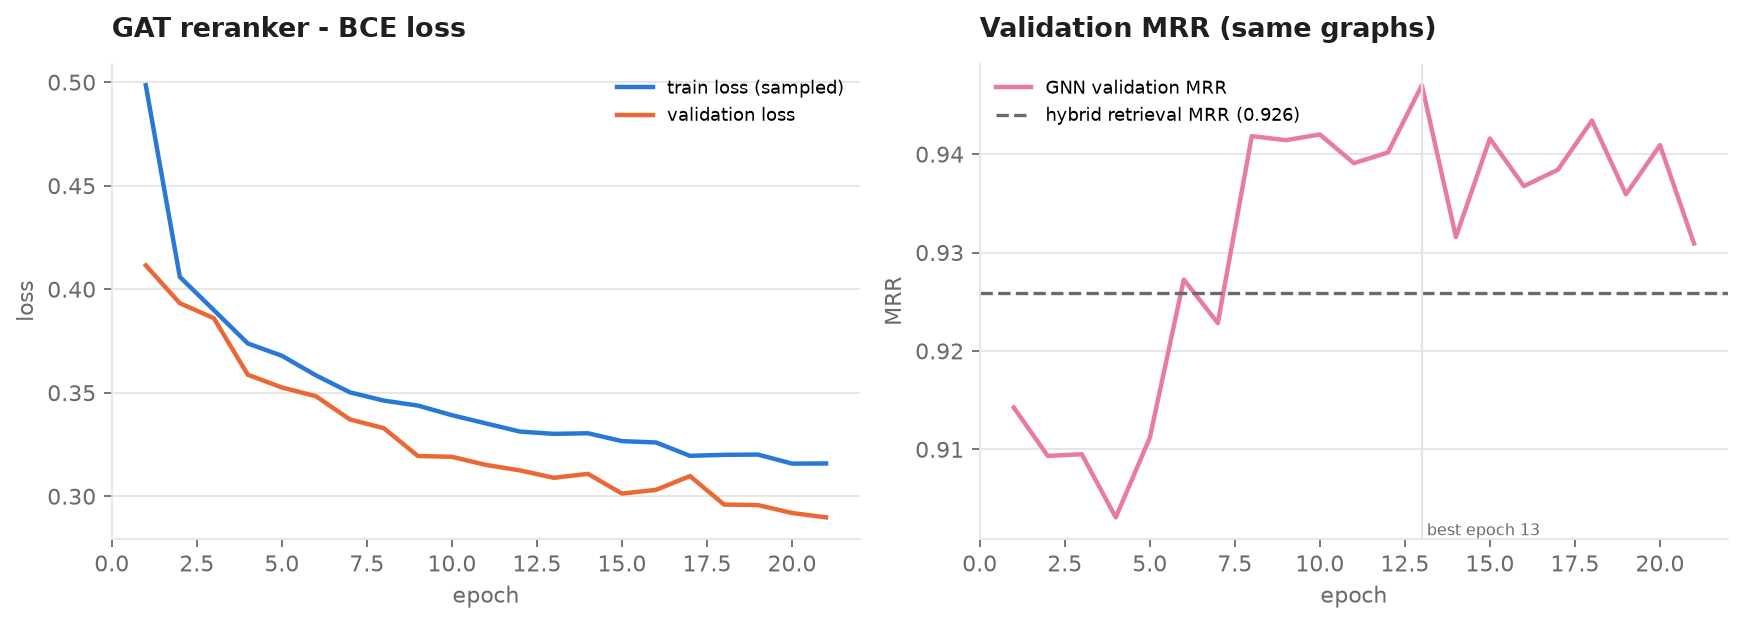 GAT reranker - BCE loss
train loss (sampled)
validation loss
0.50
0.45
0.40
0.35
0.30
loss
0.0 2.5 5.0 7.5 10.0 12.5 15.0 17.5 20.0
epoch
Validation MRR (same graphs)
GNN validation MRR
hybrid retrieval MRR (0.926)
0.94
0.93
0.92
0.91
MRR
best epoch 13
0.0 2.5 5.0 7.5 10.0 12.5 15.0 17.5 20.0
epoch